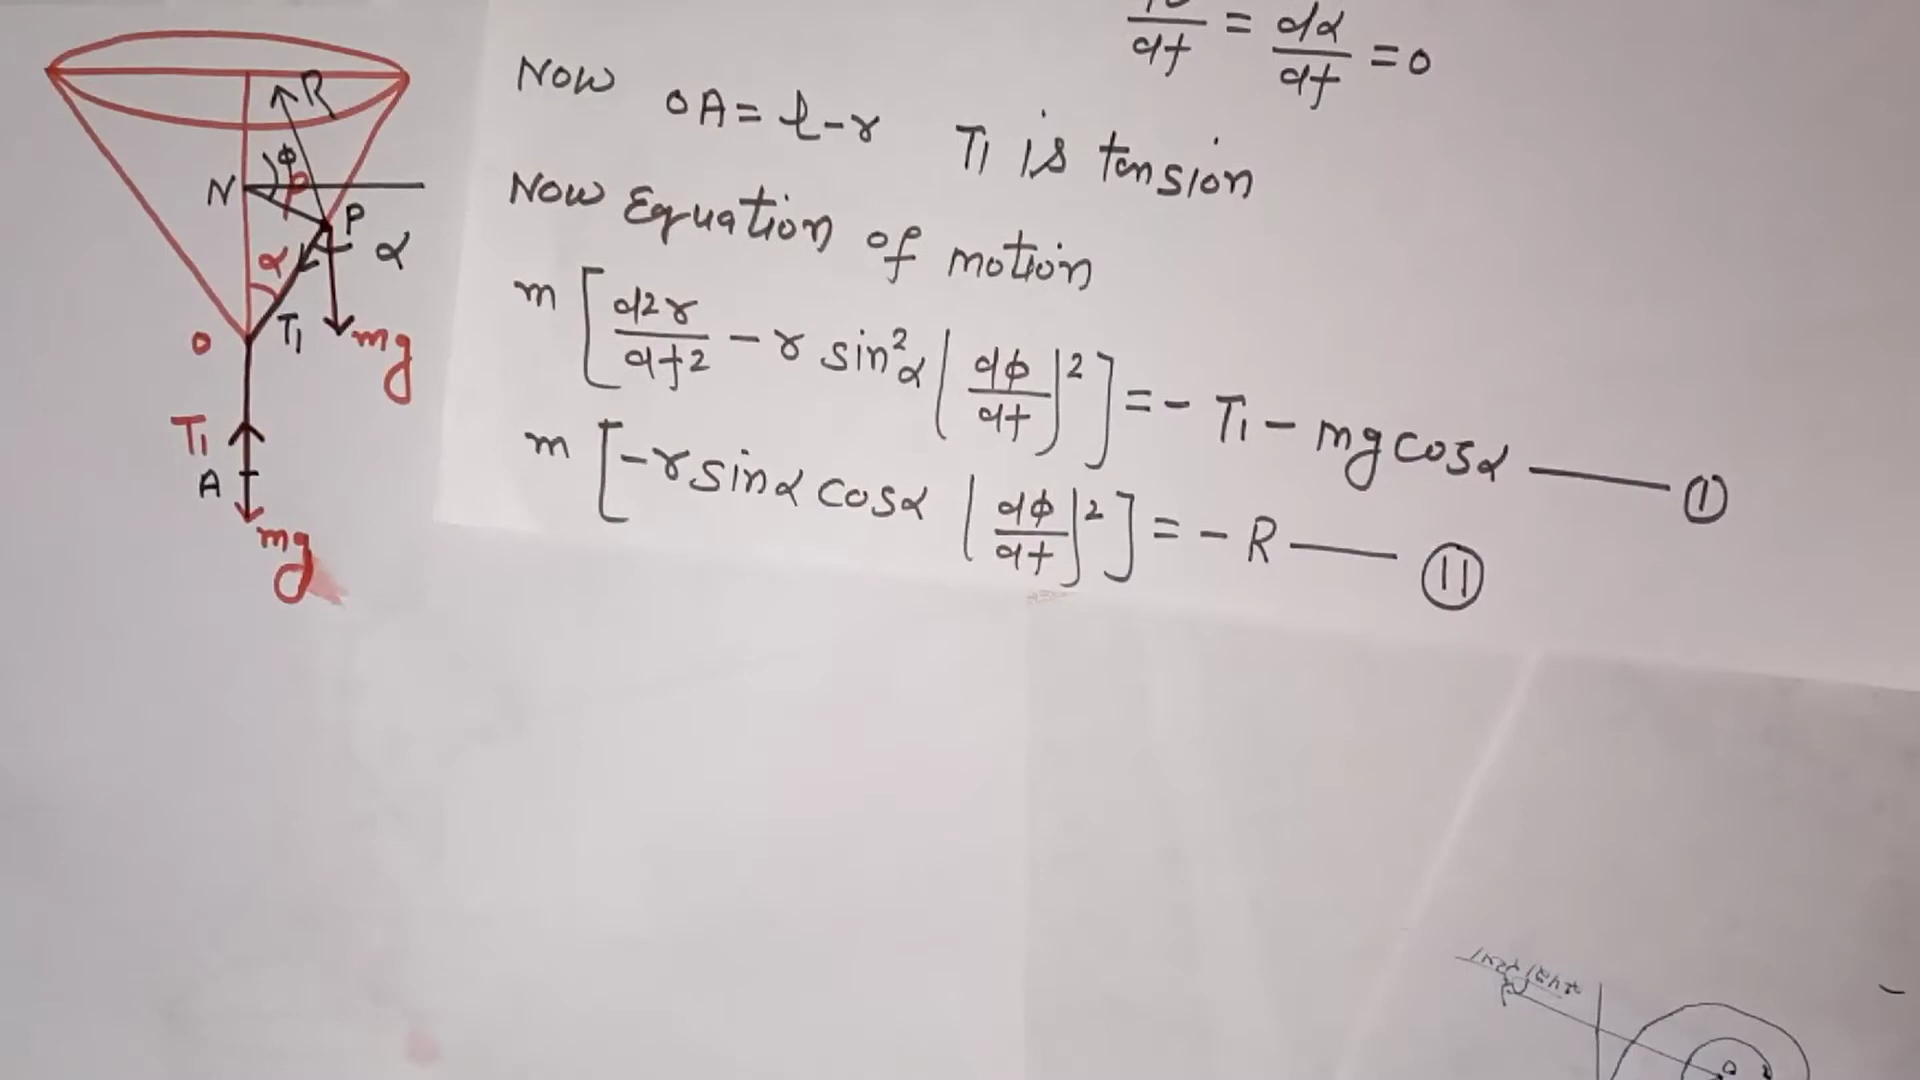 dt = dα/dt = 0
Now OA = l - r T1 is tension
Now Equation of motion
m [ d2r/dt2 - r sin²α ( dϕ/dt )² ] = - T1 - mg cosα —— I
m [ - r sinα cosα ( dϕ/dt )² ] = - R —— II
R
ϕ
N
P
α
α
O
T1
mg
T1
A
mg